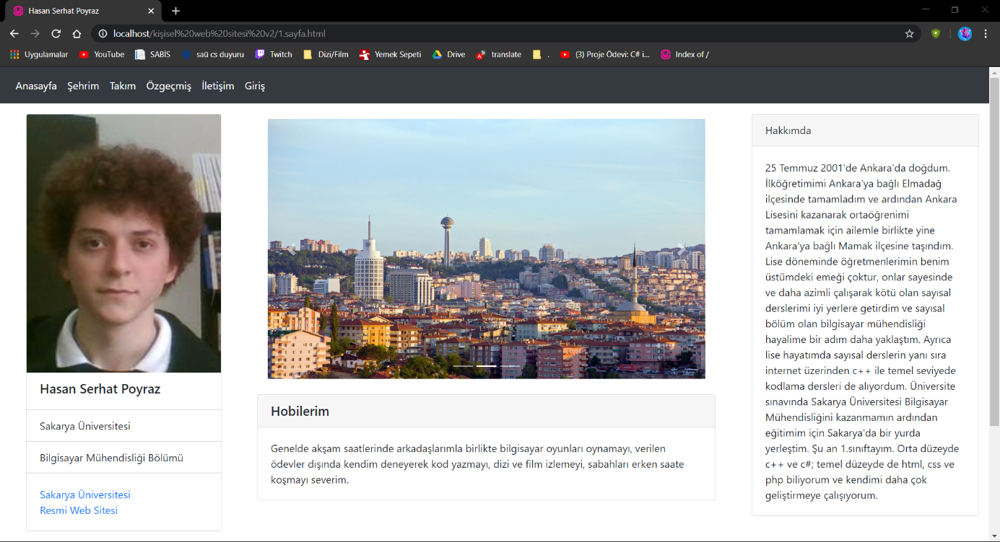 Hasan Serhat Poyraz
localhost/kişisel%20web%20sitesi%20v2/1.sayfa.html
Uygulamalar YouTube SABİS saü cs duyuru Twitch Dizi/Film Yemek Sepeti Drive translate . (3) Proje Ödevi: C# i... Index of /
Anasayfa Şehrim Takım Özgeçmiş İletişim Giriş
Hasan Serhat Poyraz
Sakarya Üniversitesi
Bilgisayar Mühendisliği Bölümü
Sakarya Üniversitesi
Resmi Web Sitesi
Hobilerim
Genelde akşam saatlerinde arkadaşlarımla birlikte bilgisayar oyunları oynamayı, verilen
ödevler dışında kendim deneyerek kod yazmayı, dizi ve film izlemeyi, sabahları erken saate
koşmayı severim.
Hakkımda
25 Temmuz 2001'de Ankara'da doğdum.
İlköğretimimi Ankara'ya bağlı Elmadağ
ilçesinde tamamladım ve ardından Ankara
Lisesini kazanarak ortaöğrenimi
tamamlamak için ailemle birlikte yine
Ankara'ya bağlı Mamak ilçesine taşındım.
Lise döneminde öğretmenlerimin benim
üstümdeki emeği çoktur, onlar sayesinde
ve daha azimli çalışarak kötü olan sayısal
derslerimi iyi yerlere getirdim ve sayısal
bölüm olan bilgisayar mühendisliği
hayalime bir adım daha yaklaştım. Ayrıca
lise hayatımda sayısal derslerin yanı sıra
internet üzerinden c++ ile temel seviyede
kodlama dersleri de alıyordum. Üniversite
sınavında Sakarya Üniversitesi Bilgisayar
Mühendisliğini kazanmamın ardından
eğitimim için Sakarya'da bir yurda
yerleştim. Şu an 1.sınıftayım. Orta düzeyde
c++ ve c#; temel düzeyde de html, css ve
php biliyorum ve kendimi daha çok
geliştirmeye çalışıyorum.